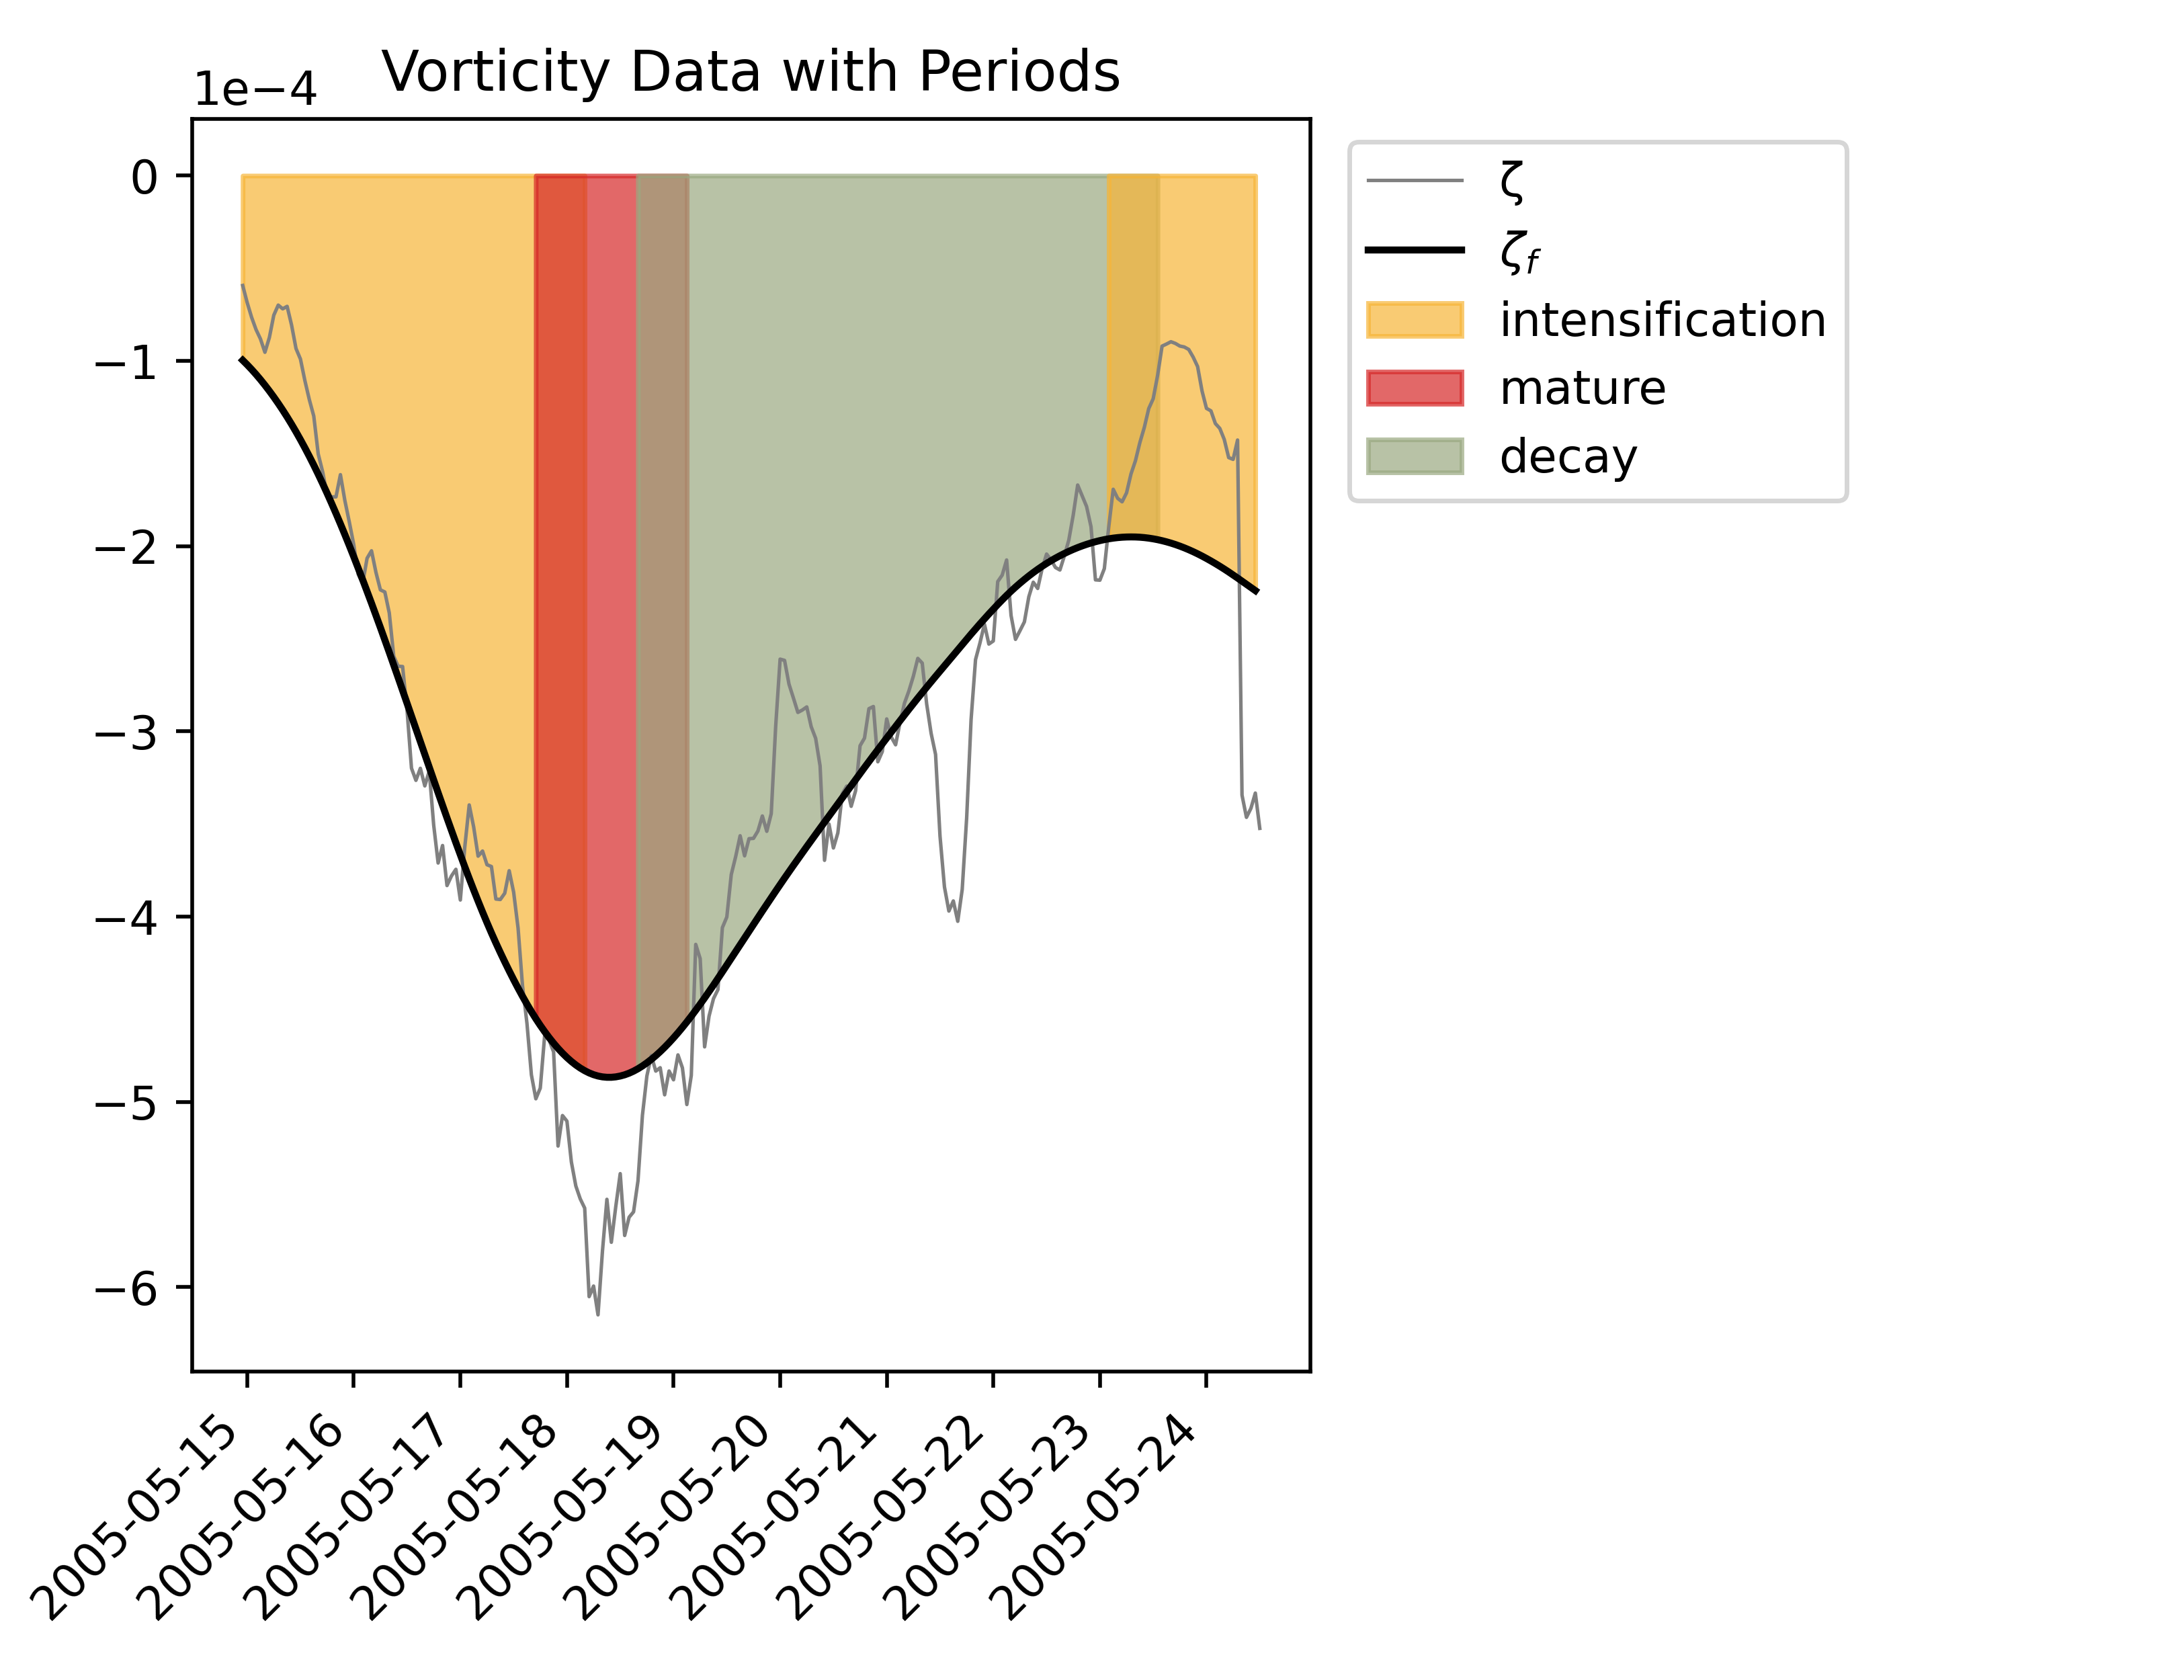 Vorticity Data with Periods
1e−4
0
−1
−2
−3
−4
−5
−6
2005-05-15
2005-05-16
2005-05-17
2005-05-18
2005-05-19
2005-05-20
2005-05-21
2005-05-22
2005-05-23
2005-05-24
ζ
ζf
intensification
mature
decay